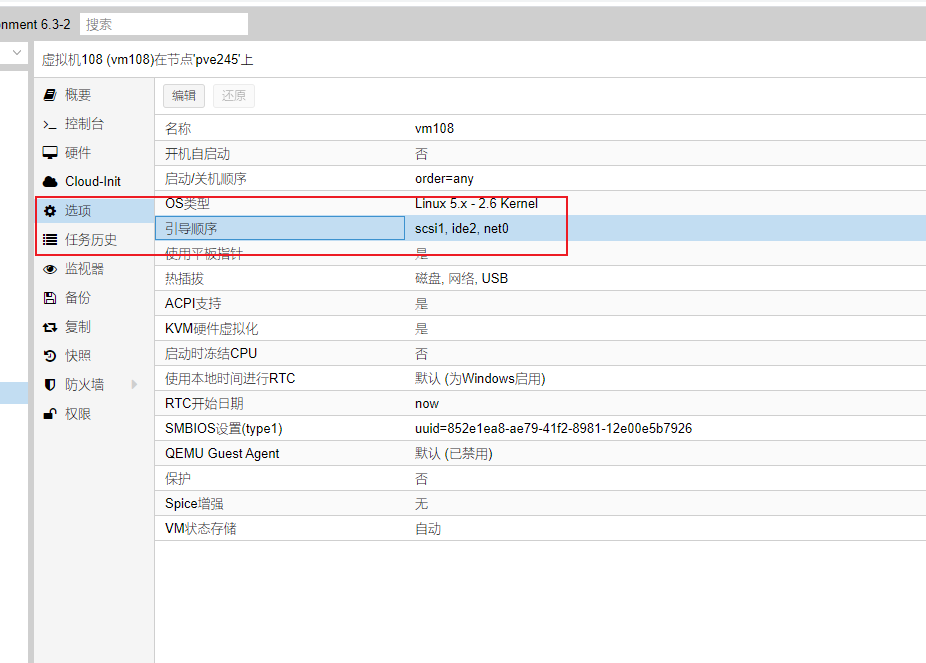 nment 6.3-2 搜索
虚拟机108 (vm108)在节点'pve245'上
概要
控制台
硬件
Cloud-Init
选项
任务历史
监视器
备份
复制
快照
防火墙
权限
编辑 还原
名称 vm108
开机自启动 否
启动/关机顺序 order=any
OS类型 Linux 5.x - 2.6 Kernel
引导顺序 scsi1, ide2, net0
使用平板指针 是
热插拔 磁盘, 网络, USB
ACPI支持 是
KVM硬件虚拟化 是
启动时冻结CPU 否
使用本地时间进行RTC 默认 (为Windows启用)
RTC开始日期 now
SMBIOS设置(type1) uuid=852e1ea8-ae79-41f2-8981-12e00e5b7926
QEMU Guest Agent 默认 (已禁用)
保护 否
Spice增强 无
VM状态存储 自动